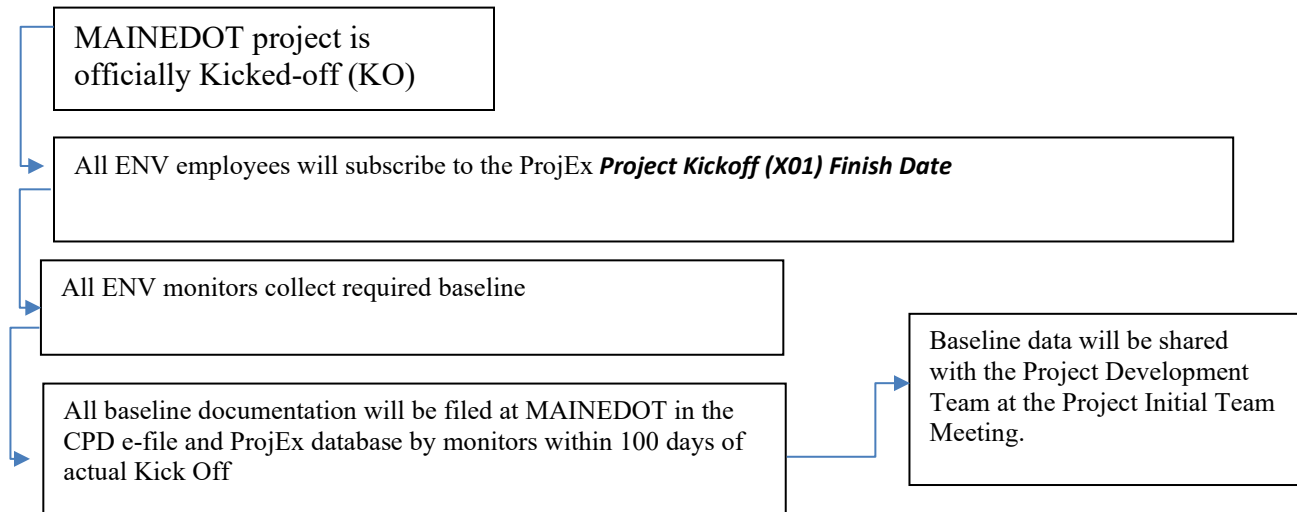 MAINEDOT project is
officially Kicked-off (KO)
All ENV employees will subscribe to the ProjEx Project Kickoff (X01) Finish Date
All ENV monitors collect required baseline
All baseline documentation will be filed at MAINEDOT in the
CPD e-file and ProjEx database by monitors within 100 days of
actual Kick Off
Baseline data will be shared
with the Project Development
Team at the Project Initial Team
Meeting.